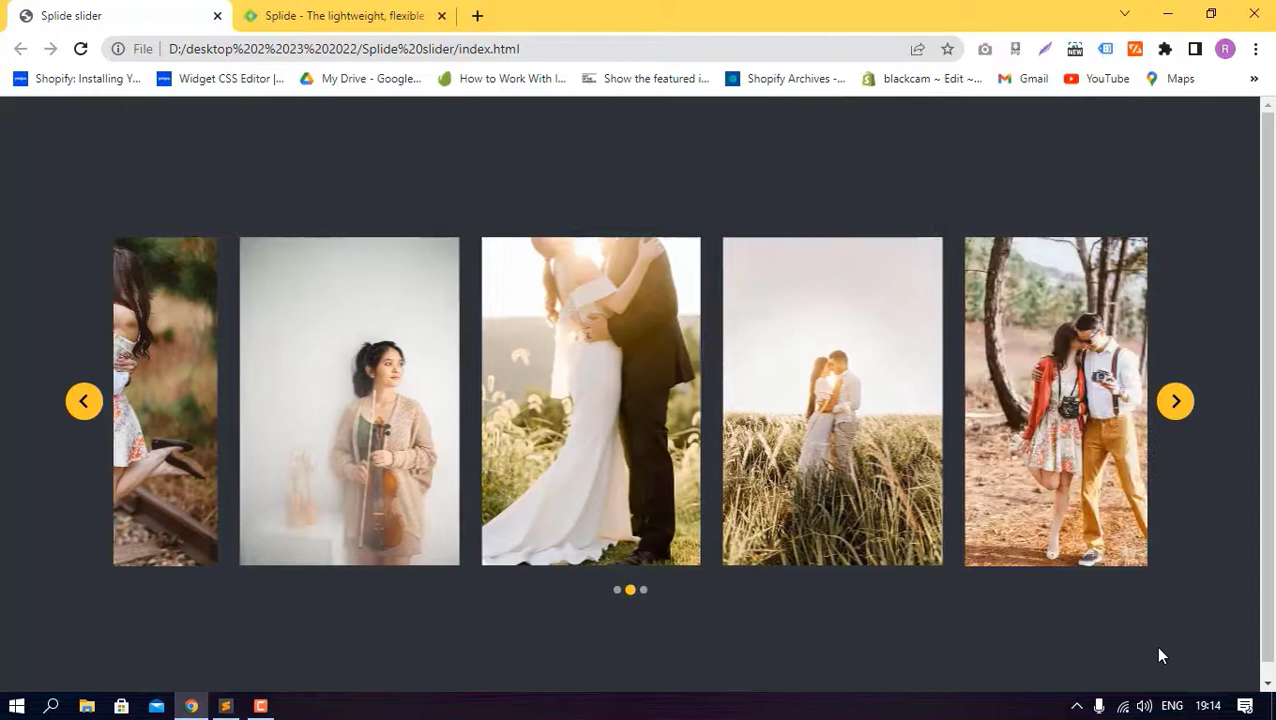 Splide slider
Splide - The lightweight, flexible
File
D:/desktop%202%2023%202022/Splide%20slider/index.html
NEW
R
Shopify: Installing Y...
Widget CSS Editor |...
My Drive - Google...
How to Work With I...
Show the featured i...
Shopify Archives -...
blackcam ~ Edit ~...
Gmail
YouTube
Maps
»
ENG
19:14